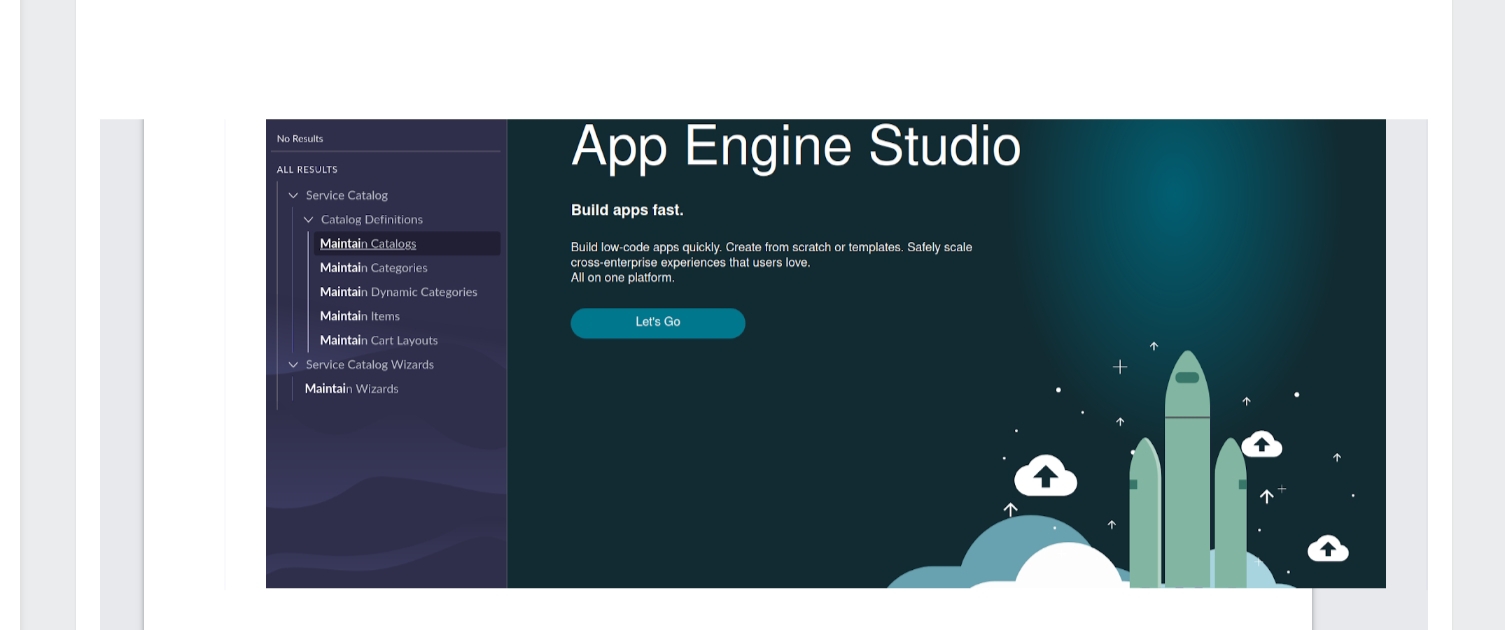 No Results
ALL RESULTS
Service Catalog
Catalog Definitions
Maintain Catalogs
Maintain Categories
Maintain Dynamic Categories
Maintain Items
Maintain Cart Layouts
Service Catalog Wizards
Maintain Wizards
App Engine Studio
Build apps fast.
Build low-code apps quickly. Create from scratch or templates. Safely scale
cross-enterprise experiences that users love.
All on one platform.
Let's Go